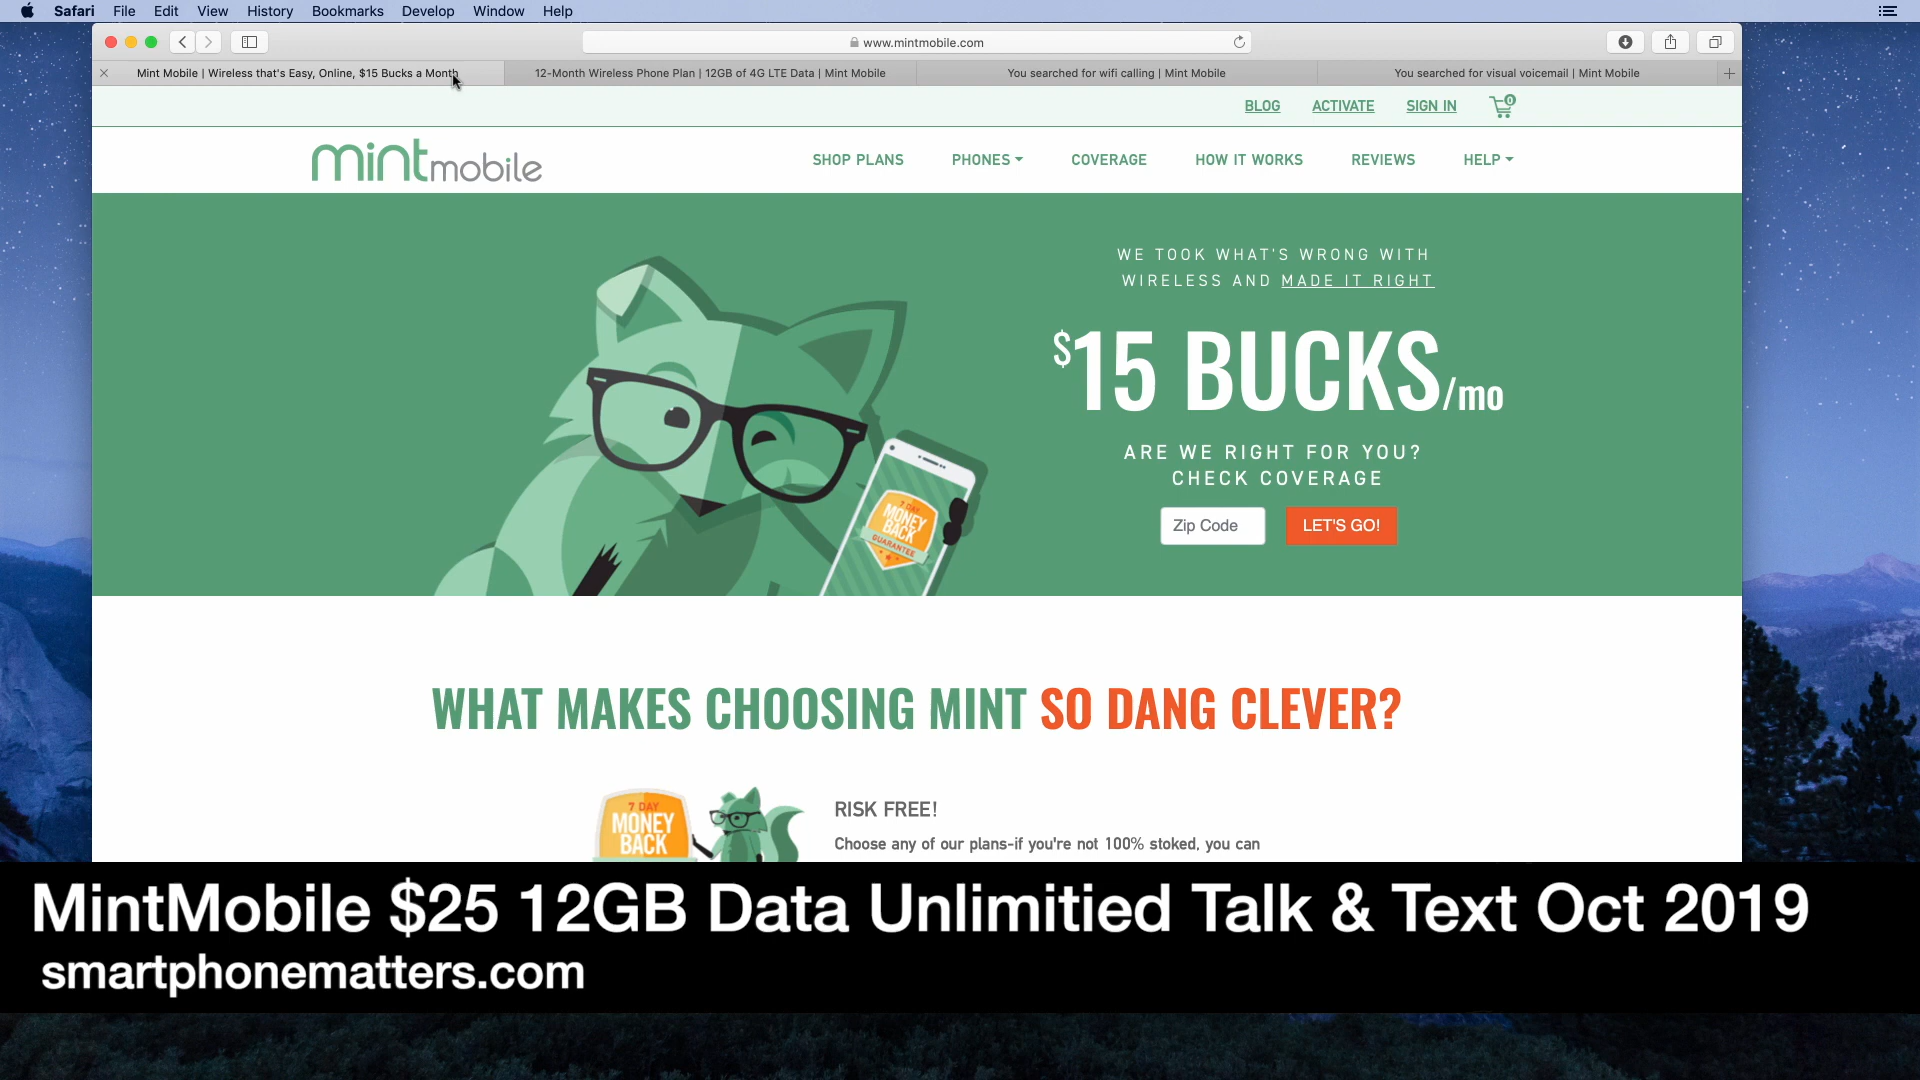 Safari File Edit View History Bookmarks Develop Window Help
www.mintmobile.com
Mint Mobile | Wireless that's Easy, Online, $15 Bucks a Month
12-Month Wireless Phone Plan | 12GB of 4G LTE Data | Mint Mobile
You searched for wifi calling | Mint Mobile
You searched for visual voicemail | Mint Mobile
BLOG ACTIVATE SIGN IN 0
mintmobile
SHOP PLANS PHONES COVERAGE HOW IT WORKS REVIEWS HELP
WE TOOK WHAT'S WRONG WITH
WIRELESS AND MADE IT RIGHT
$15 BUCKS/mo
ARE WE RIGHT FOR YOU?
CHECK COVERAGE
Zip Code LET'S GO!
7 DAY
MONEY
BACK
GUARANTEE
WHAT MAKES CHOOSING MINT SO DANG CLEVER?
7 DAY
MONEY
BACK
RISK FREE!
Choose any of our plans-if you're not 100% stoked, you can
MintMobile $25 12GB Data Unlimitied Talk & Text Oct 2019
smartphonematters.com